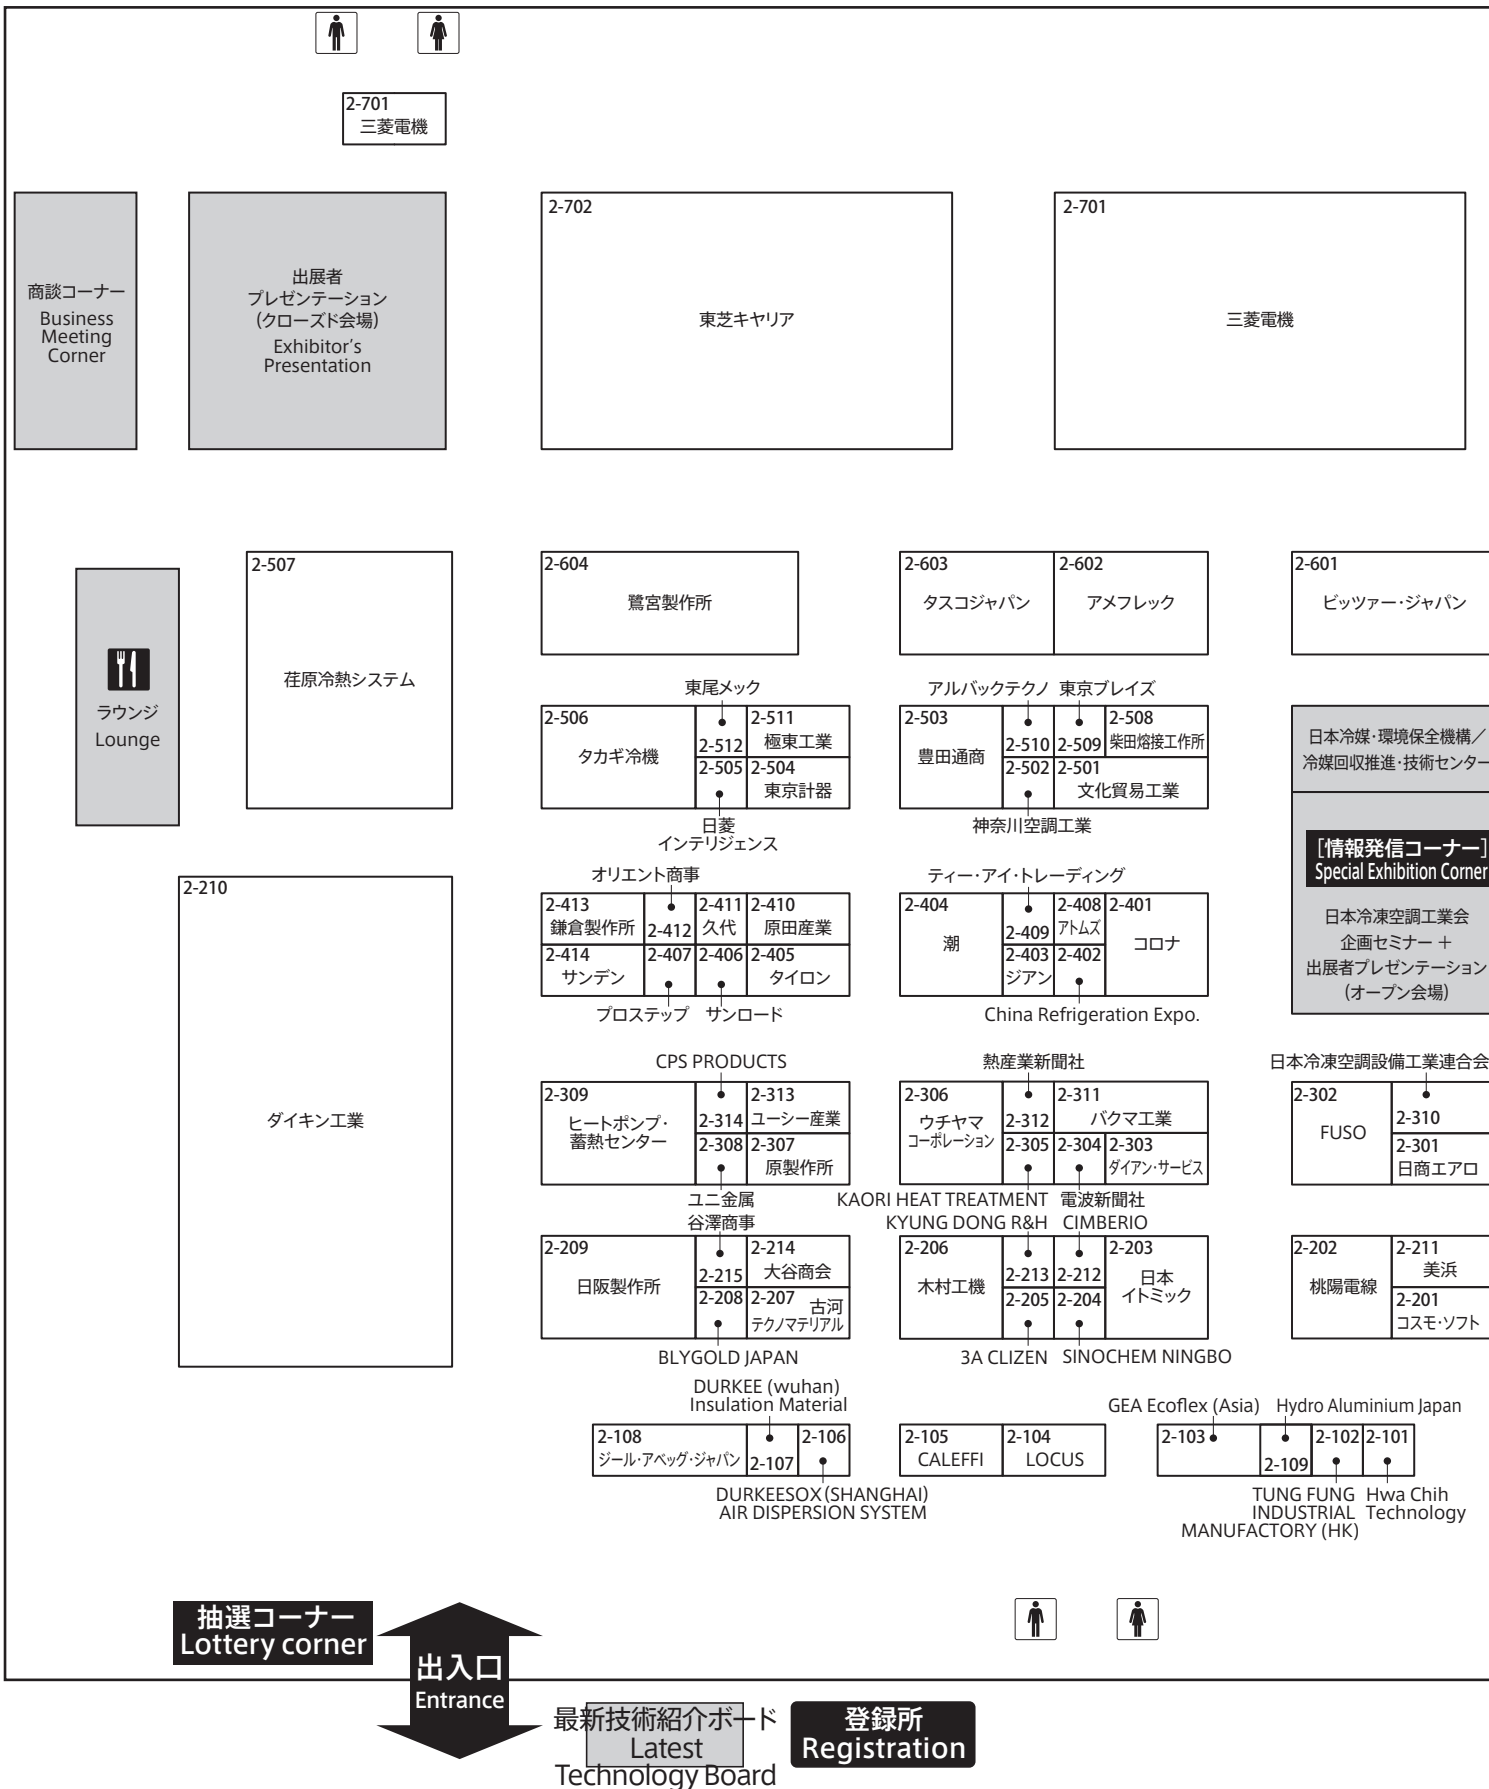 2-701
三菱電機
商談コーナー
Business
Meeting
Corner
出展者
プレゼンテーション
(クローズド会場)
Exhibitor's
Presentation
2-702
東芝キヤリア
2-701
三菱電機
ラウンジ
Lounge
2-507
荏原冷熱システム
2-604
鷺宮製作所
2-603
タスコジャパン
2-602
アメフレック
2-601
ビッツァー・ジャパン
東尾メック
2-506
タカギ冷機
2-512
2-511
極東工業
2-505
2-504
東京計器
日菱
インテリジェンス
アルバックテクノ
東京ブレイズ
2-503
豊田通商
2-510
2-509
2-508
柴田熔接工作所
2-502
2-501
文化貿易工業
神奈川空調工業
日本冷媒・環境保全機構／
冷媒回収推進・技術センター
［情報発信コーナー］
Special Exhibition Corner
日本冷凍空調工業会
企画セミナー ＋
出展者プレゼンテーション
(オープン会場)
2-210
ダイキン工業
オリエント商事
2-413
鎌倉製作所
2-412
2-411
久代
2-410
原田産業
2-414
サンデン
2-407
2-406
2-405
タイロン
プロステップ
サンロード
ティー・アイ・トレーディング
2-404
潮
2-409
2-408
アトムズ
2-401
コロナ
2-403
ジアン
2-402
China Refrigeration Expo.
CPS PRODUCTS
2-309
ヒートポンプ・
蓄熱センター
2-314
2-313
ユーシー産業
2-308
2-307
原製作所
ユニ金属
熱産業新聞社
2-306
ウチヤマ
コーポレーション
2-312
2-311
バクマ工業
2-305
2-304
2-303
ダイアン・サービス
KAORI HEAT TREATMENT
電波新聞社
日本冷凍空調設備工業連合会
2-302
FUSO
2-310
2-301
日商エアロ
谷澤商事
2-209
日阪製作所
2-215
2-214
大谷商会
2-208
2-207
古河
テクノマテリアル
BLYGOLD JAPAN
KYUNG DONG R&H
CIMBERIO
2-206
木村工機
2-213
2-212
2-203
日本
イトミック
2-205
2-204
3A CLIZEN
SINOCHEM NINGBO
2-202
桃陽電線
2-211
美浜
2-201
コスモ・ソフト
DURKEE (wuhan)
Insulation Material
2-108
ジール・アベッグ・ジャパン
2-107
2-106
DURKEESOX (SHANGHAI)
AIR DISPERSION SYSTEM
2-105
CALEFFI
2-104
LOCUS
GEA Ecoflex (Asia)
Hydro Aluminium Japan
2-103
2-109
2-102
2-101
TUNG FUNG
INDUSTRIAL
MANUFACTORY (HK)
Hwa Chih
Technology
抽選コーナー
Lottery corner
出入口
Entrance
最新技術紹介ボード
Latest
Technology Board
登録所
Registration